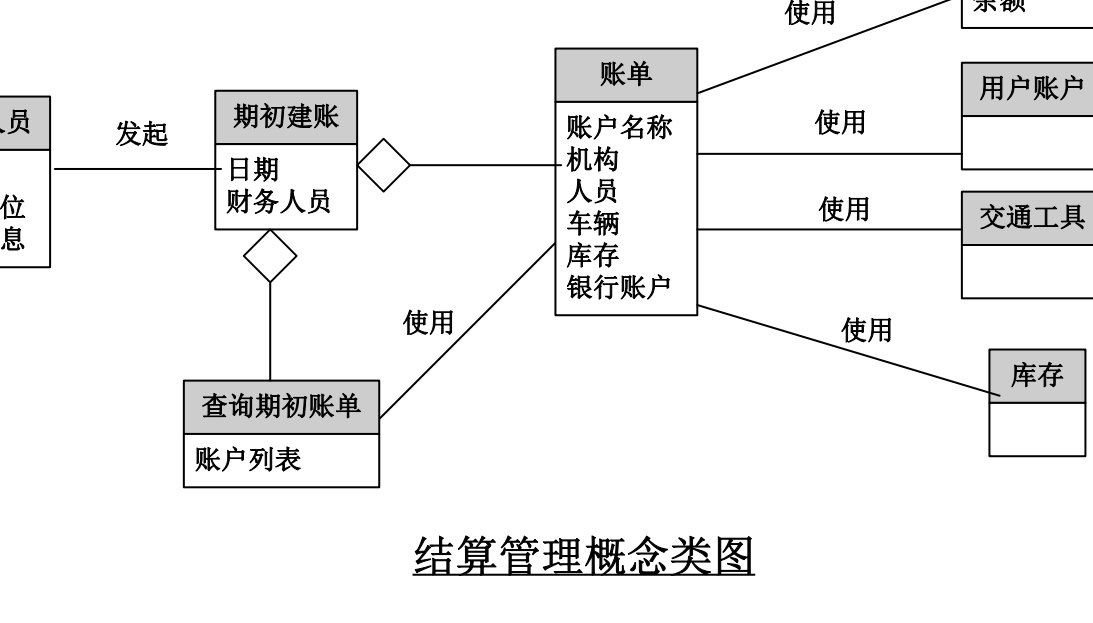 使用
账单
账户名称
机构
人员
车辆
库存
银行账户
用户账户
使用
期初建账
日期
财务人员
员
发起
位
息
使用
交通工具
使用
使用
库存
查询期初账单
账户列表
结算管理概念类图